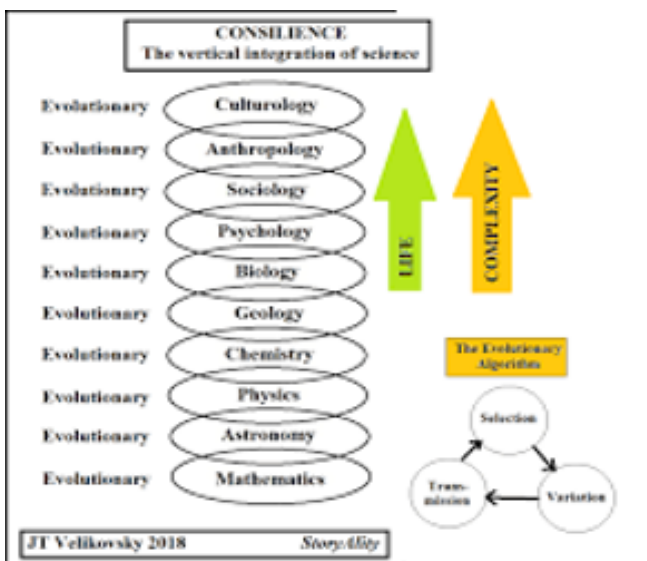 CONSILIENCE
The vertical integration of science
Evolutionary Culturology
Evolutionary Anthropology
Evolutionary Sociology
Evolutionary Psychology
Evolutionary Biology
Evolutionary Geology
Evolutionary Chemistry
Evolutionary Physics
Evolutionary Astronomy
Evolutionary Mathematics
LIFE
COMPLEXITY
The Evolutionary
Algorithm
Selection
Trans-
mission
Variation
JT Velikovsky 2018 StoryAlity